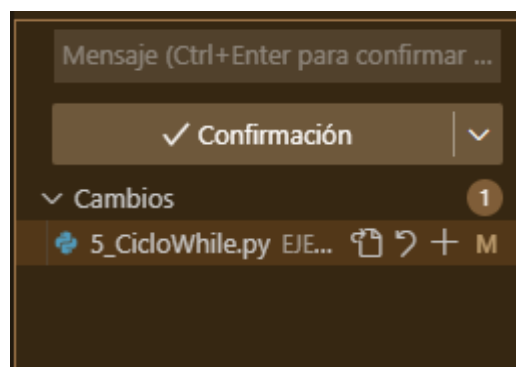 Mensaje (Ctrl+Enter para confirmar ...
Confirmación
Cambios 1
5_CicloWhile.py EJE... M